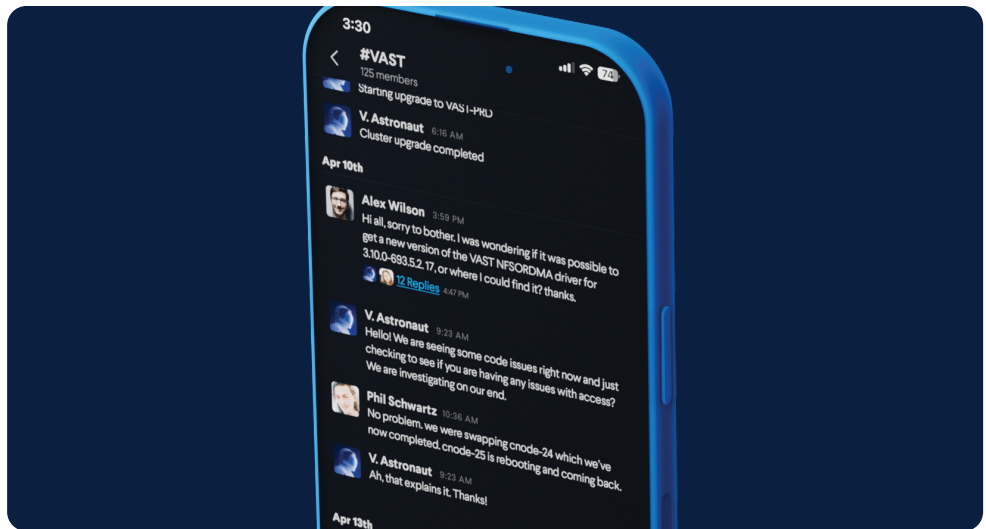 3:30
74
#VAST
125 members
Starting upgrade to VAST-PRD
V. Astronaut 6:16 AM
Cluster upgrade completed
Apr 10th
Alex Wilson 3:59 PM
Hi all, sorry to bother. I was wondering if it was possible to
get a new version of the VAST NFSORDMA driver for
3.10.0-693.5.2. 17, or where I could find it? thanks.
12 Replies 4:47 PM
V. Astronaut 9:23 AM
Hello! We are seeing some code issues right now and just
checking to see if you are having any issues with access?
We are investigating on our end.
Phil Schwartz 10:36 AM
No problem. we were swapping cnode-24 which we've
now completed. cnode-25 is rebooting and coming back.
V. Astronaut 9:23 AM
Ah, that explains it. Thanks!
Apr 13th